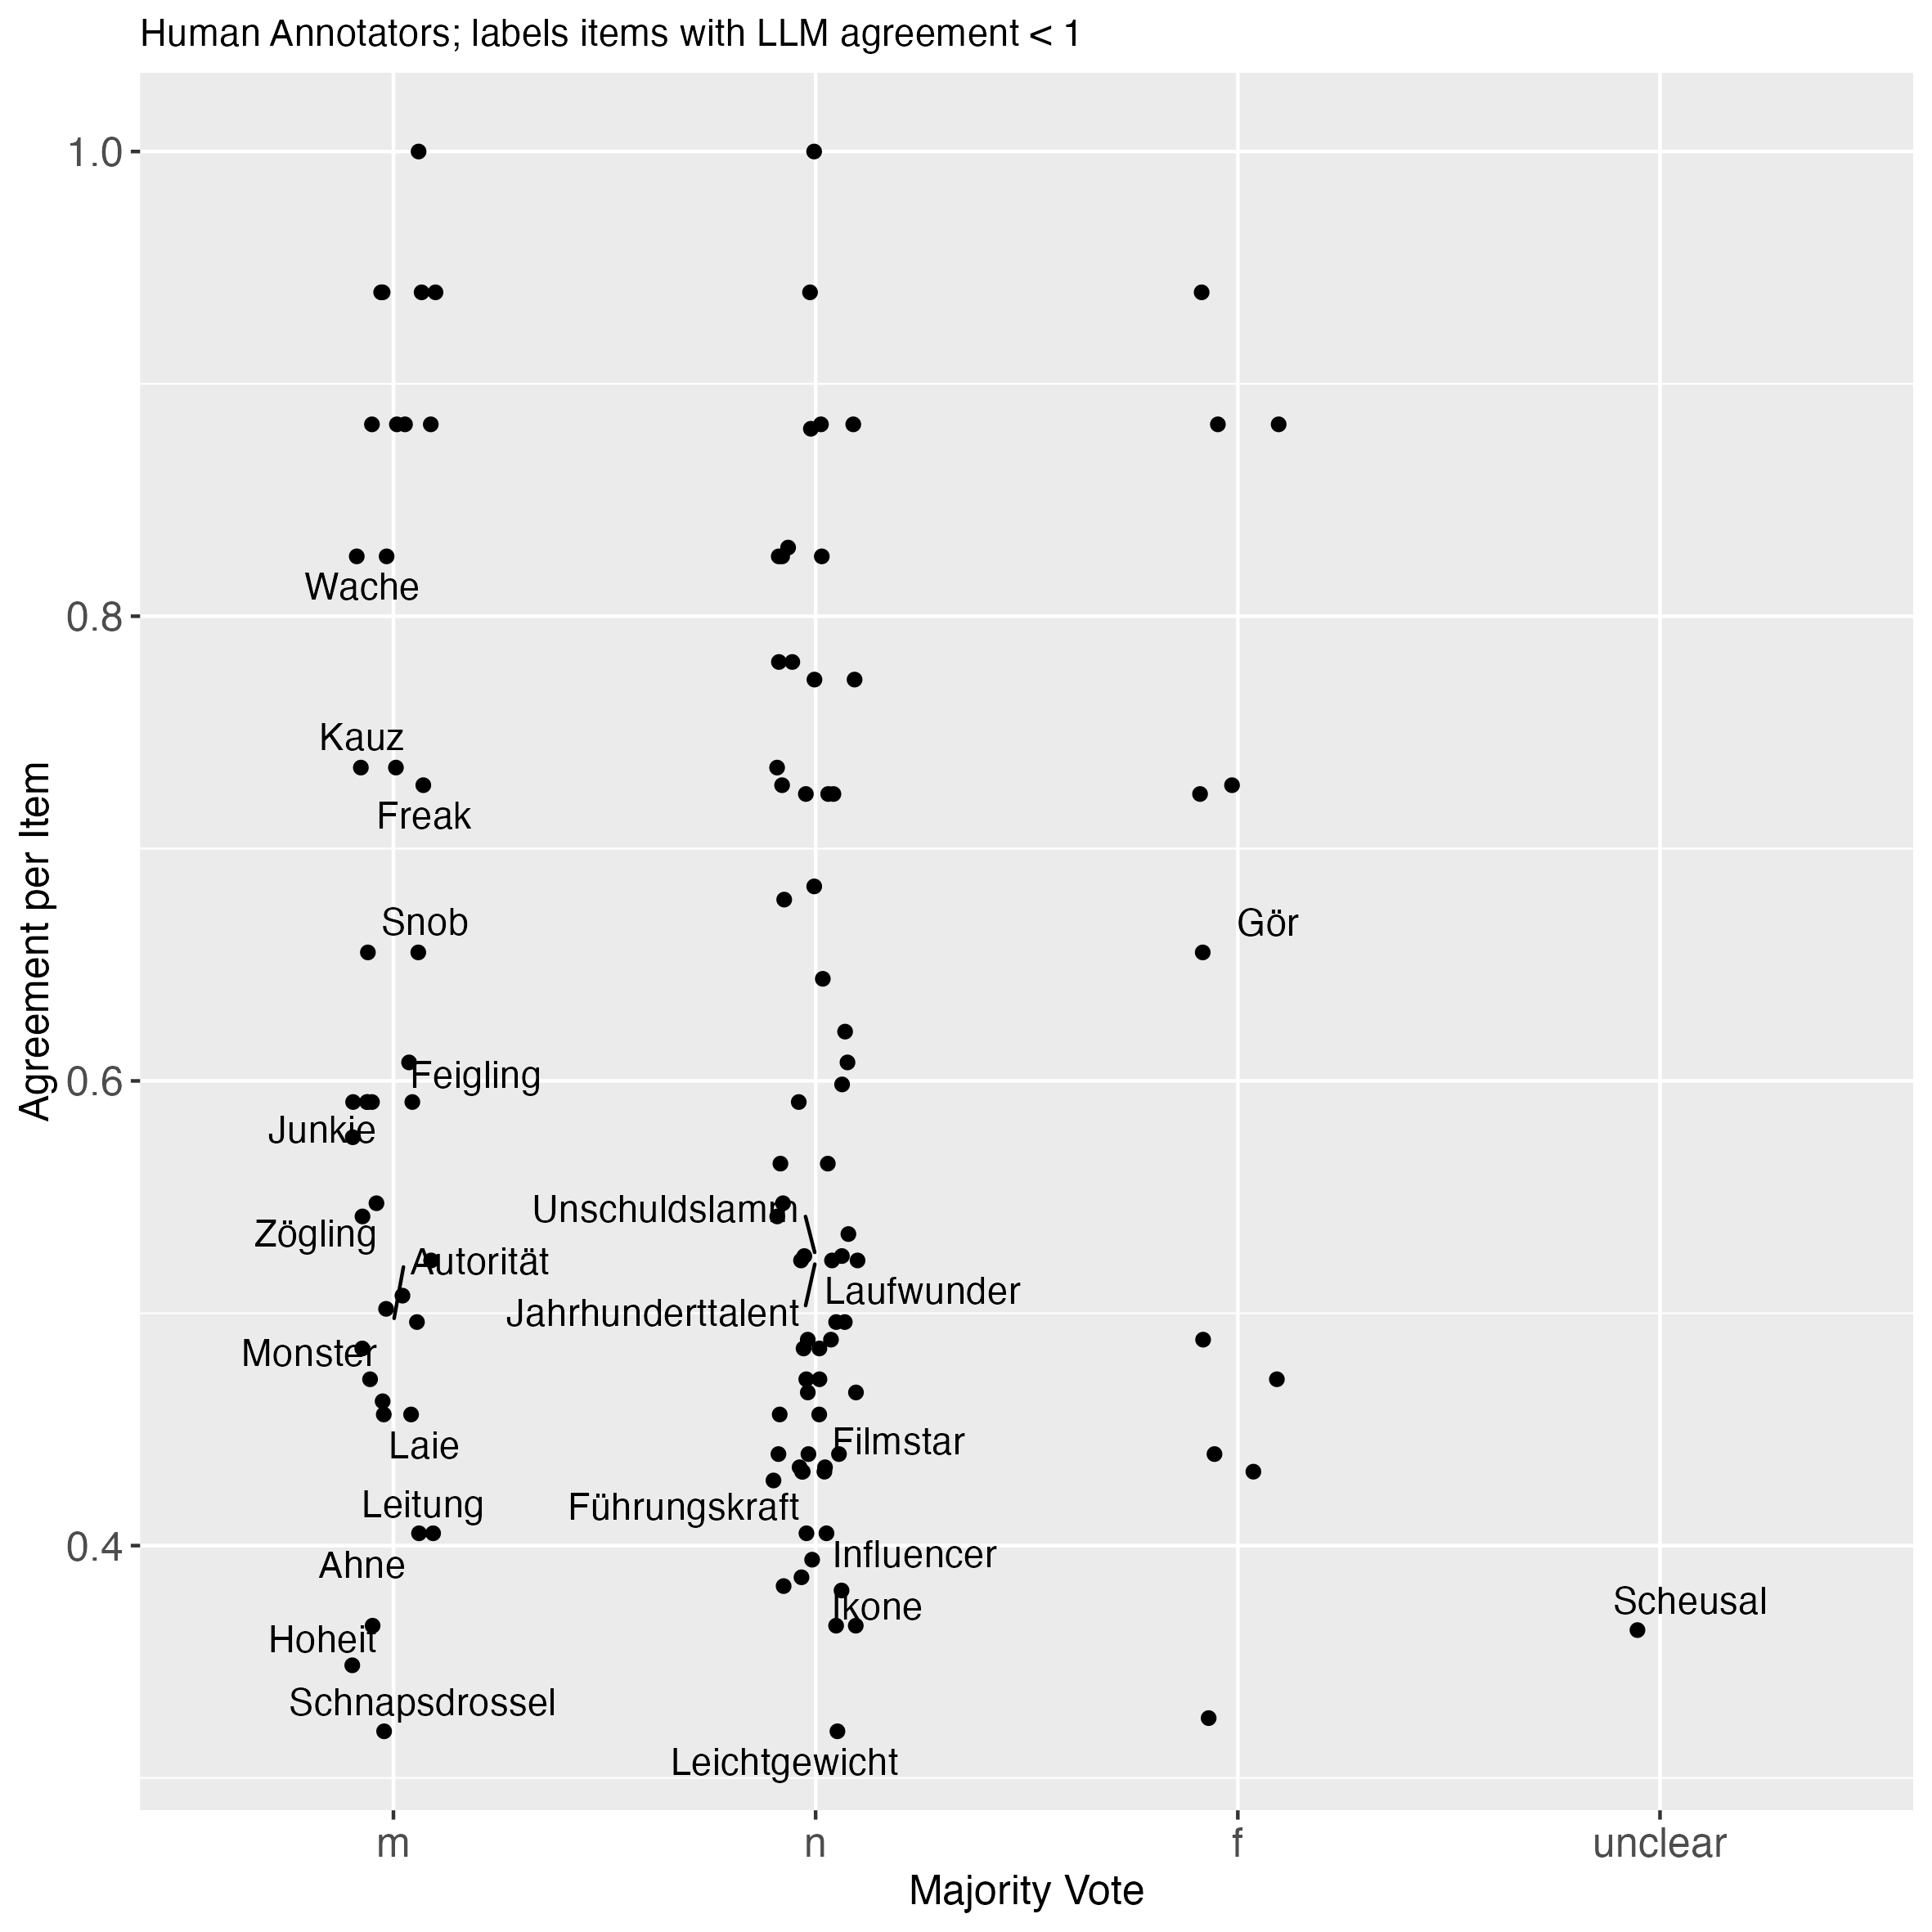 Human Annotators; labels items with LLM agreement < 1
Agreement per Item
1.0
0.8
0.6
0.4
Wache
Kauz
Freak
Snob
Gör
Feigling
Junkie
Unschuldslamm
Zögling
Autorität
Laufwunder
Jahrhunderttalent
Monster
Filmstar
Laie
Leitung
Führungskraft
Influencer
Ahne
Ikone
Scheusal
Hoheit
Schnapsdrossel
Leichtgewicht
m n f unclear
Majority Vote